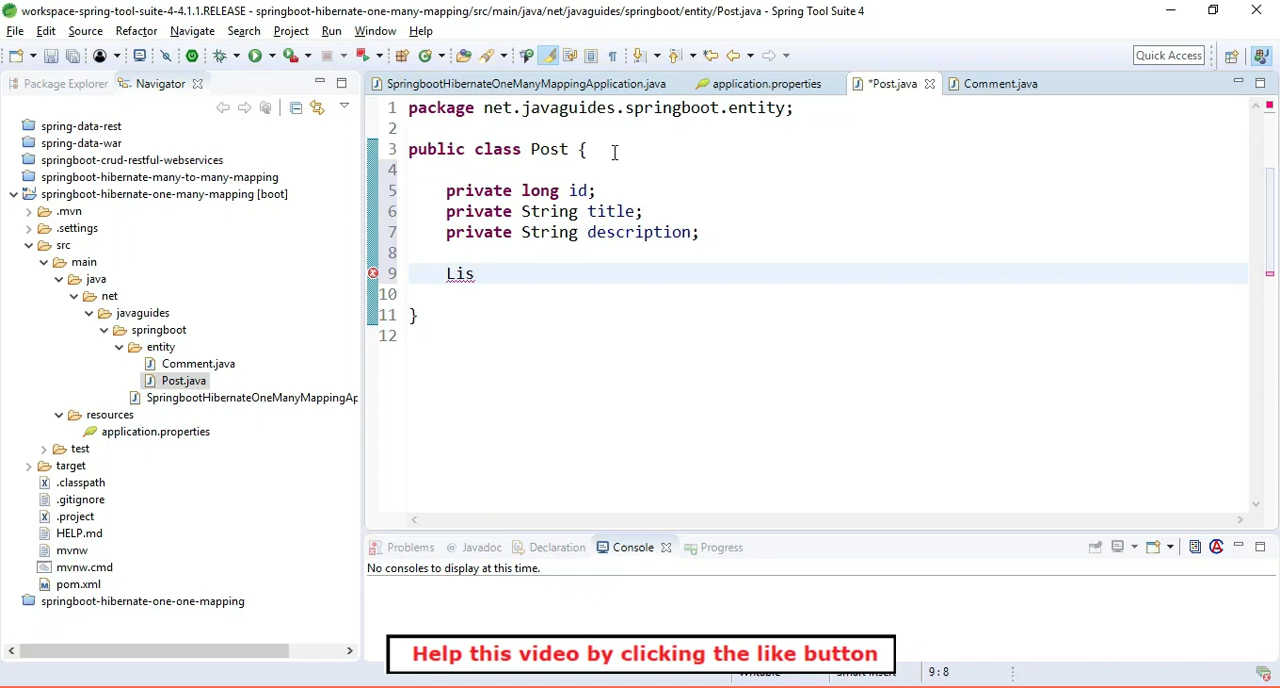 workspace-spring-tool-suite-4-4.1.1.RELEASE - springboot-hibernate-one-many-mapping/src/main/java/net/javaguides/springboot/entity/Post.java - Spring Tool Suite 4
File Edit Source Refactor Navigate Search Project Run Window Help
Quick Access
Package Explorer Navigator
SpringbootHibernateOneManyMappingApplication.java application.properties *Post.java Comment.java
spring-data-rest
spring-data-war
springboot-crud-restful-webservices
springboot-hibernate-many-to-many-mapping
springboot-hibernate-one-many-mapping [boot]
.mvn
.settings
src
main
java
net
javaguides
springboot
entity
Comment.java
Post.java
SpringbootHibernateOneManyMappingAp
resources
application.properties
test
target
.classpath
.gitignore
.project
HELP.md
mvnw
mvnw.cmd
pom.xml
springboot-hibernate-one-one-mapping
1 package net.javaguides.springboot.entity;
2
3 public class Post {
4
5 private long id;
6 private String title;
7 private String description;
8
9 Lis
10
11 }
12
Problems Javadoc Declaration Console Progress
No consoles to display at this time.
Help this video by clicking the like button
9:8